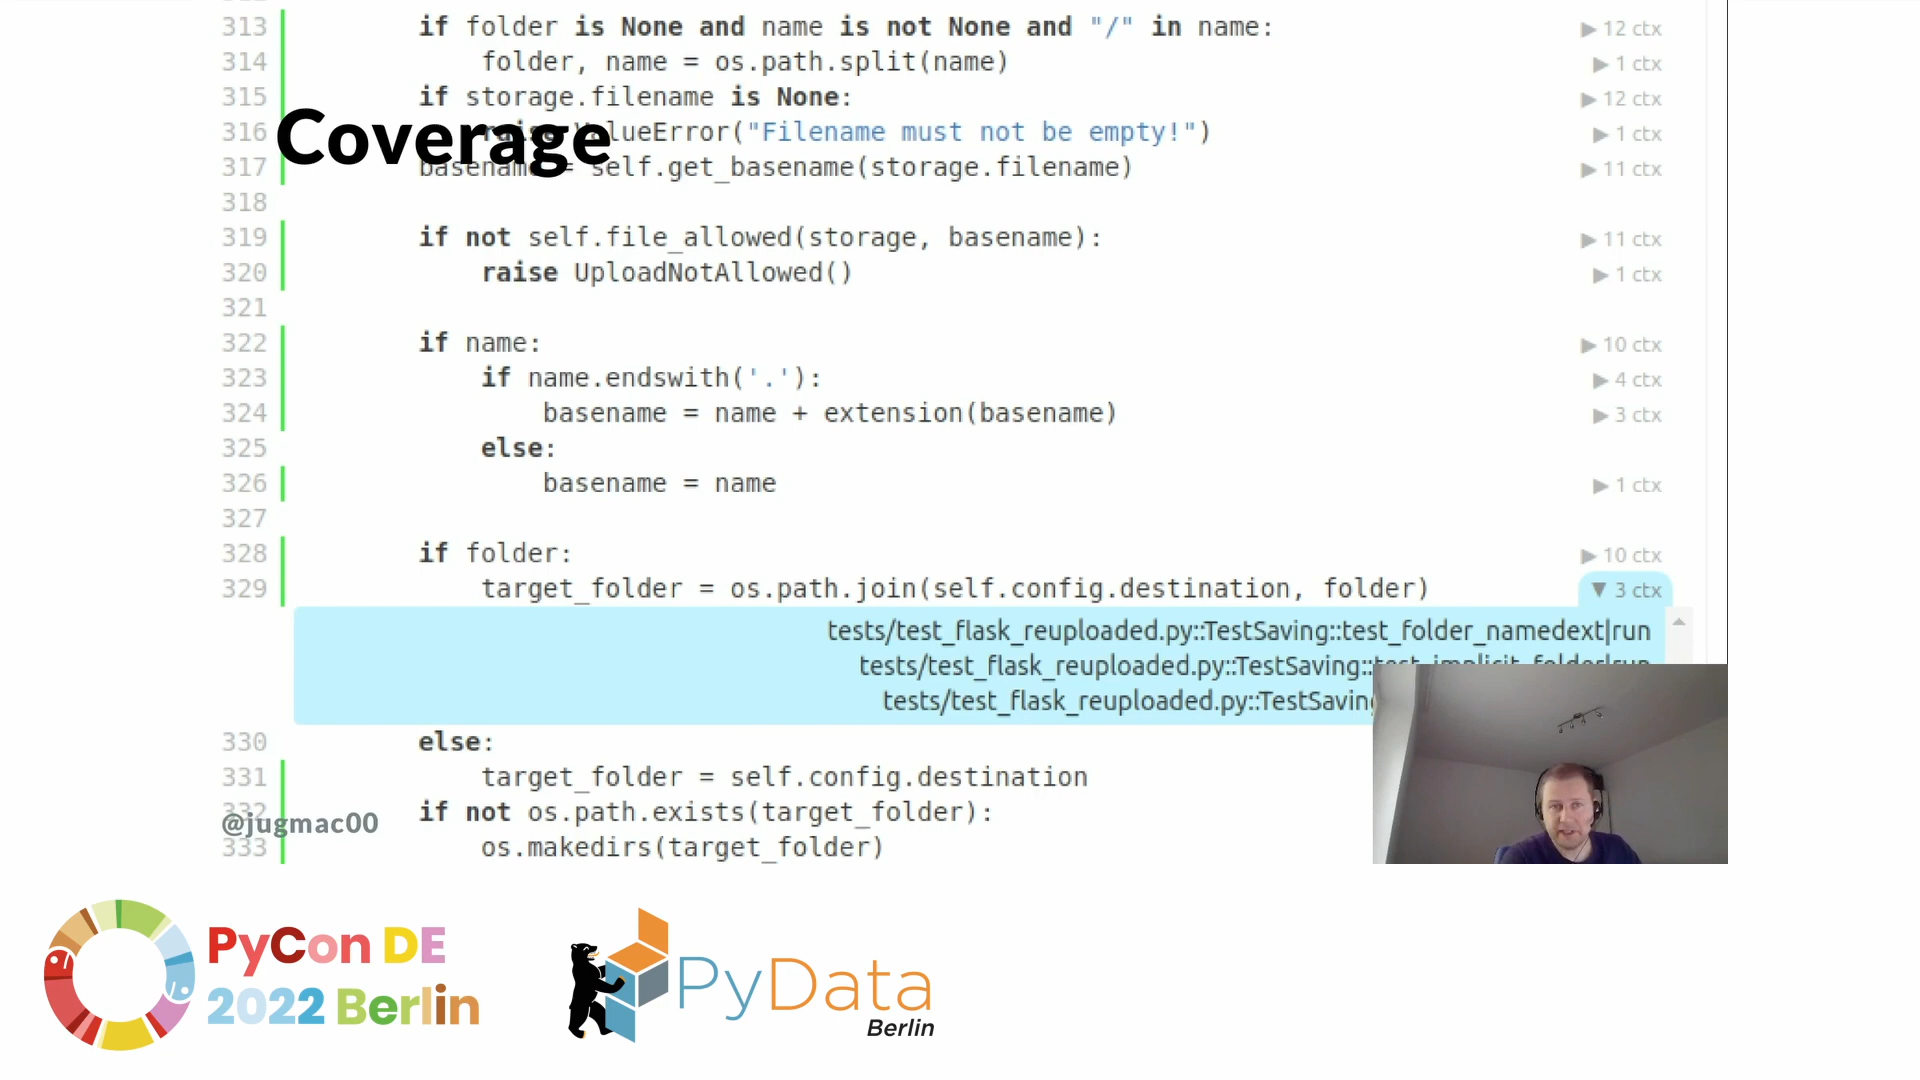 313 if folder is None and name is not None and "/" in name: ▶ 12 ctx
314 folder, name = os.path.split(name) ▶ 1 ctx
315 if storage.filename is None: ▶ 12 ctx
Coverage
316 raise ValueError("Filename must not be empty!") ▶ 1 ctx
317 basename = self.get_basename(storage.filename) ▶ 11 ctx
318
319 if not self.file_allowed(storage, basename): ▶ 11 ctx
320 raise UploadNotAllowed() ▶ 1 ctx
321
322 if name: ▶ 10 ctx
323 if name.endswith('.'): ▶ 4 ctx
324 basename = name + extension(basename) ▶ 3 ctx
325 else:
326 basename = name ▶ 1 ctx
327
328 if folder: ▶ 10 ctx
329 target_folder = os.path.join(self.config.destination, folder) ▼ 3 ctx
tests/test_flask_reuploaded.py::TestSaving::test_folder_namedext|run
tests/test_flask_reuploaded.py::TestSaving::test_implicit_folder|run
tests/test_flask_reuploaded.py::TestSaving
330 else:
331 target_folder = self.config.destination
332 if not os.path.exists(target_folder):
@jugmac00
333 os.makedirs(target_folder)
PyCon DE
2022 Berlin
PyData
Berlin